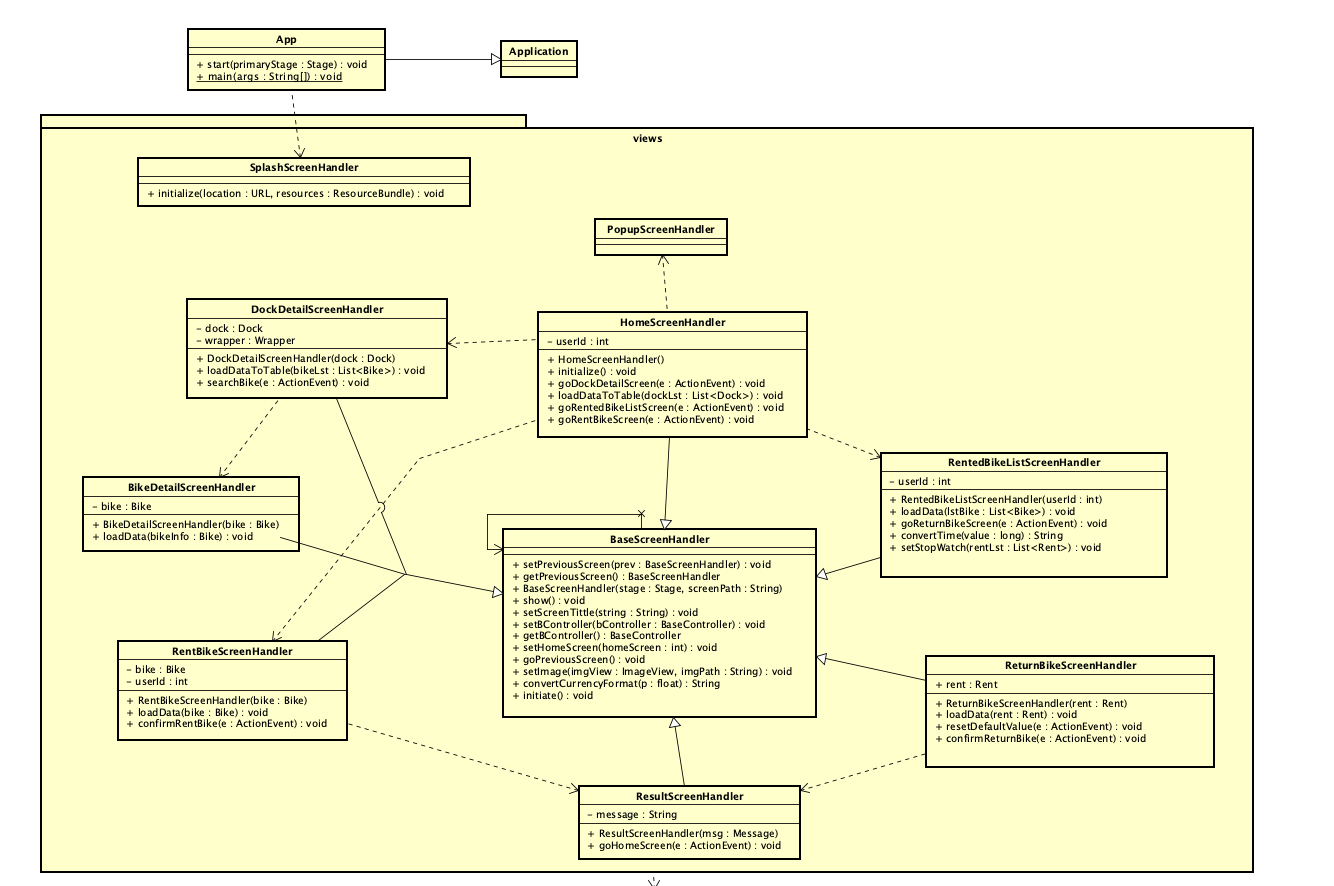 App
+ start(primaryStage : Stage) : void
+ main(args : String[]) : void
Application
views
SplashScreenHandler
+ initialize(location : URL, resources : ResourceBundle) : void
PopupScreenHandler
DockDetailScreenHandler
– dock : Dock
– wrapper : Wrapper
+ DockDetailScreenHandler(dock : Dock)
+ loadDataToTable(bikeLst : List<Bike>) : void
+ searchBike(e : ActionEvent) : void
HomeScreenHandler
– userId : int
+ HomeScreenHandler()
+ initialize() : void
+ goDockDetailScreen(e : ActionEvent) : void
+ loadDataToTable(dockLst : List<Dock>) : void
+ goRentedBikeListScreen(e : ActionEvent) : void
+ goRentBikeScreen(e : ActionEvent) : void
RentedBikeListScreenHandler
– userId : int
+ RentedBikeListScreenHandler(userId : int)
+ loadData(lstBike : List<Bike>) : void
+ goReturnBikeScreen(e : ActionEvent) : void
+ convertTime(value : long) : String
+ setStopWatch(rentLst : List<Rent>) : void
BikeDetailScreenHandler
– bike : Bike
+ BikeDetailScreenHandler(bike : Bike)
+ loadData(bikeInfo : Bike) : void
BaseScreenHandler
+ setPreviousScreen(prev : BaseScreenHandler) : void
+ getPreviousScreen() : BaseScreenHandler
+ BaseScreenHandler(stage : Stage, screenPath : String)
+ show() : void
+ setScreenTittle(string : String) : void
+ setBController(bController : BaseController) : void
+ getBController() : BaseController
+ setHomeScreen(homeScreen : int) : void
+ goPreviousScreen() : void
+ setImage(imgView : ImageView, imgPath : String) : void
+ convertCurrencyFormat(p : float) : String
+ initiate() : void
RentBikeScreenHandler
– bike : Bike
– userId : int
+ RentBikeScreenHandler(bike : Bike)
+ loadData(bike : Bike) : void
+ confirmRentBike(e : ActionEvent) : void
ReturnBikeScreenHandler
+ rent : Rent
+ ReturnBikeScreenHandler(rent : Rent)
+ loadData(rent : Rent) : void
+ resetDefaultValue(e : ActionEvent) : void
+ confirmReturnBike(e : ActionEvent) : void
ResultScreenHandler
– message : String
+ ResultScreenHandler(msg : Message)
+ goHomeScreen(e : ActionEvent) : void